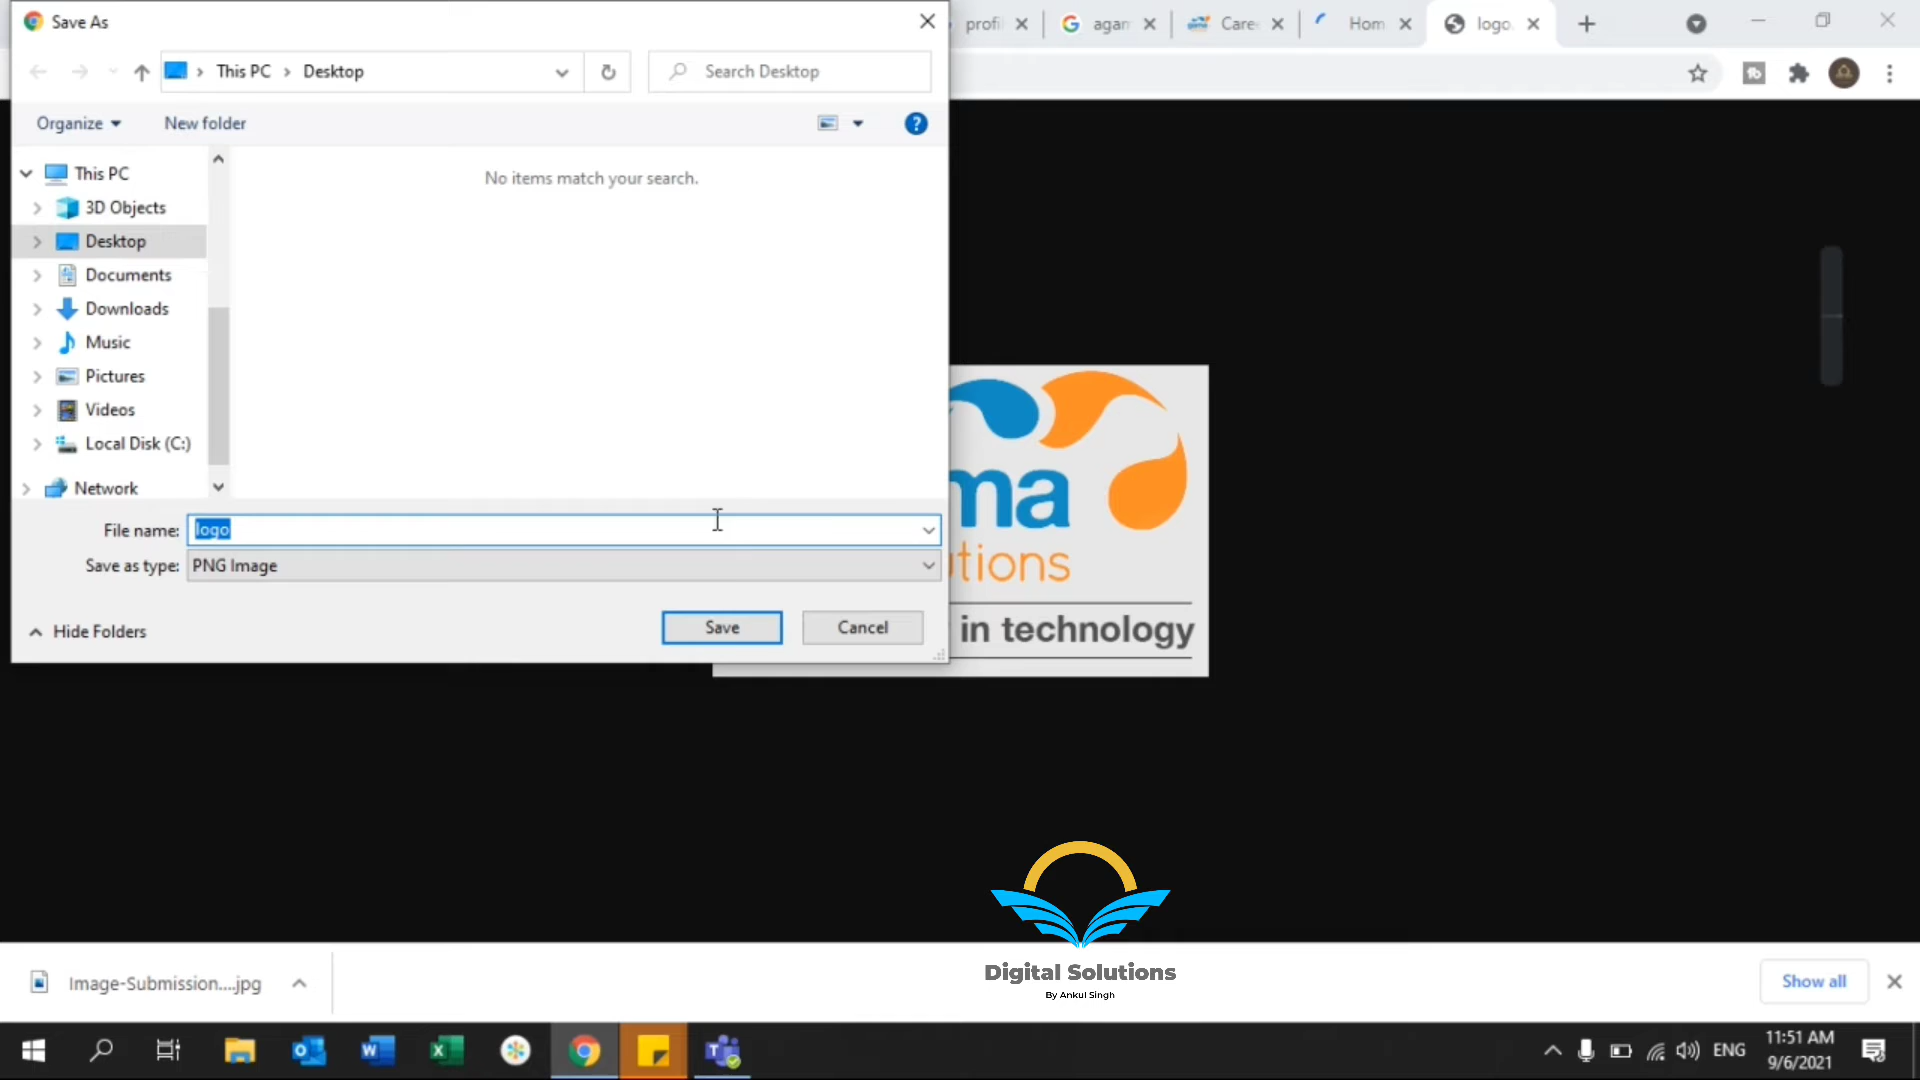 Save As
profi
agam
Care
Hom
logo.
This PC
Desktop
Search Desktop
Organize
New folder
This PC
3D Objects
Desktop
Documents
Downloads
Music
Pictures
Videos
Local Disk (C:)
Network
No items match your search.
File name:
logo
Save as type:
PNG Image
Hide Folders
Save
Cancel
ma
utions
in technology
Digital Solutions
By Ankul Singh
Image-Submission....jpg
Show all
ENG
11:51 AM
9/6/2021